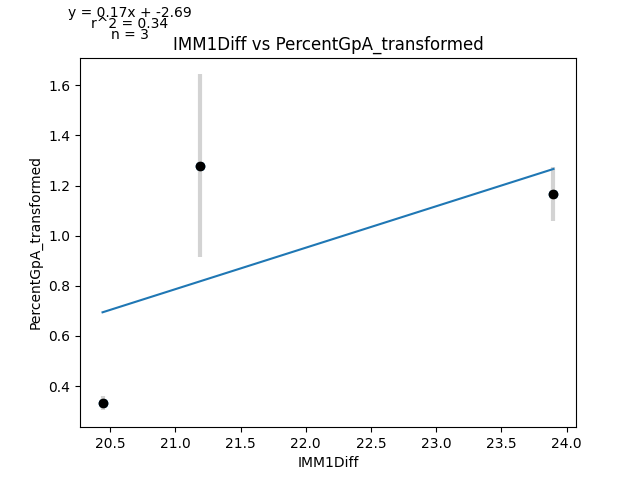 y = 0.17x + -2.69
r^2 = 0.34
n = 3
IMM1Diff vs PercentGpA_transformed
PercentGpA_transformed
1.6
1.4
1.2
1.0
0.8
0.6
0.4
20.5 21.0 21.5 22.0 22.5 23.0 23.5 24.0
IMM1Diff